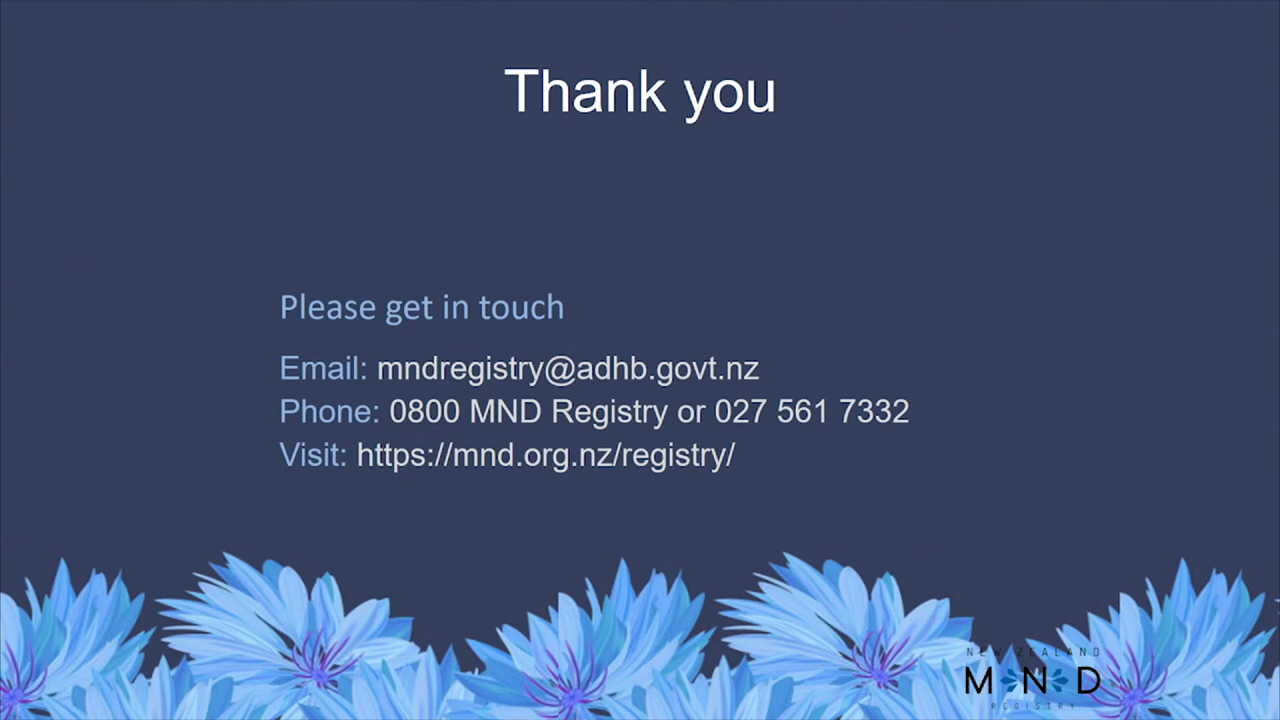 Thank you
Please get in touch
Email: mndregistry@adhb.govt.nz
Phone: 0800 MND Registry or 027 561 7332
Visit: https://mnd.org.nz/registry/
NEW ZEALAND
MND
REGISTRY